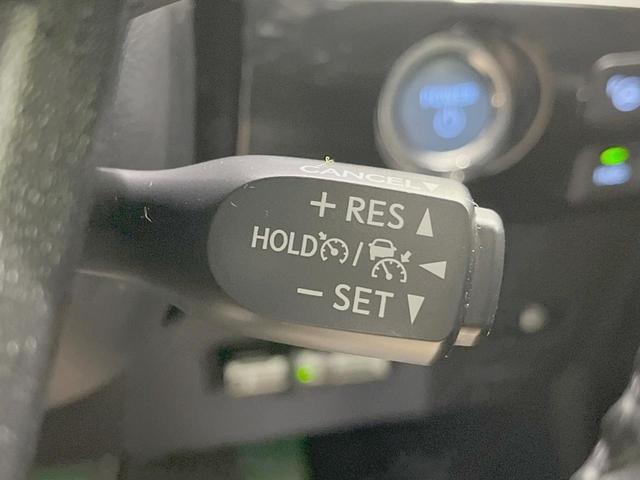 CANCEL
+ RES
HOLD /
− SET
POWER